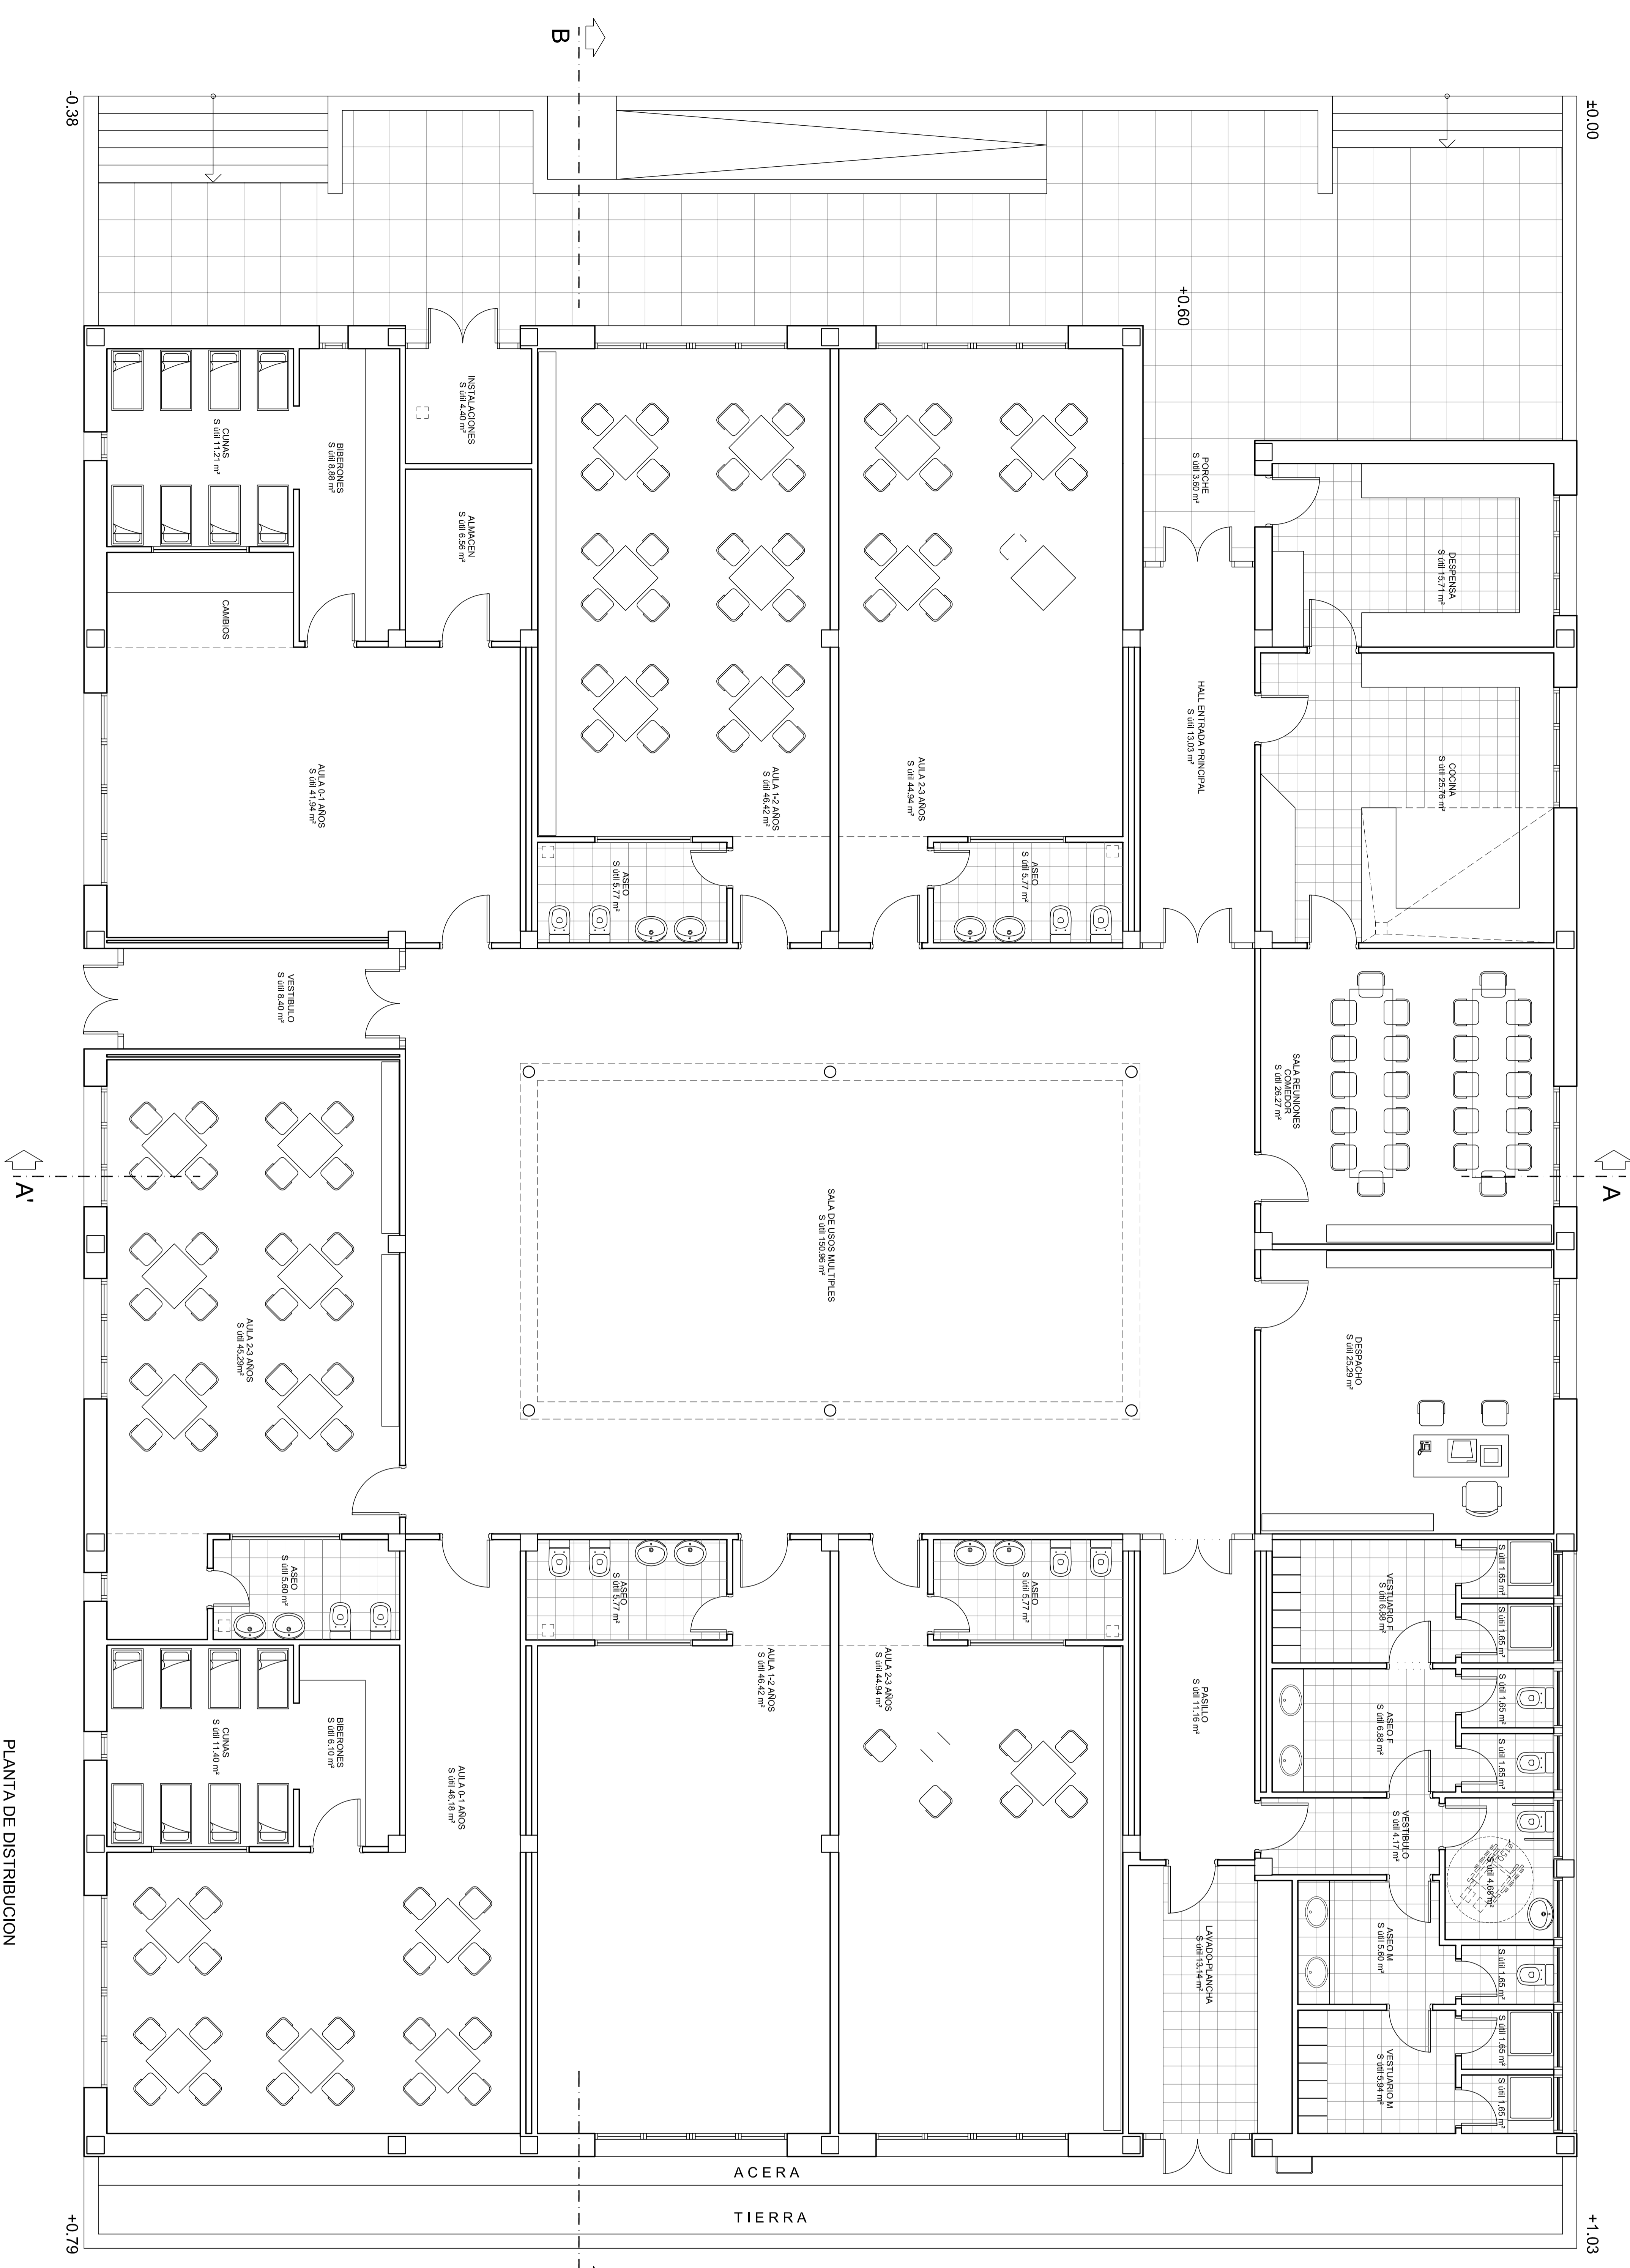 B
-0.38
±0.00
+0.60
INSTALACIONES
S útil 4,40 m²
CUNAS
S útil 11.21 m²
BIBERONES
S útil 8,88 m²
ALMACEN
S útil 6,56 m²
CAMBIOS
PORCHE
S útil 3,60 m²
DESPENSA
S útil 15,71 m²
HALL ENTRADA PRINCIPAL
S útil 13,03 m²
COCINA
S útil 25,76 m²
AULA 0-1 AÑOS
S útil 41,94 m²
AULA 1-2 AÑOS
S útil 46.42 m²
AULA 2-3 AÑOS
S útil 44,94 m²
ASEO
S útil 5,77 m²
ASEO
S útil 5,77 m²
VESTIBULO
S útil 8,40 m²
SALA REUNIONES
COMEDOR
S útil 26,27 m²
A'
A
SALA DE USOS MULTIPLES
S útil 150,96 m²
AULA 2-3 AÑOS
S útil 45,29m²
DESPACHO
S útil 25,29 m²
ASEO
S útil 5,60 m²
ASEO
S útil 5,77 m²
ASEO
S útil 5,77 m²
VESTUARIO F
S útil 6,88 m²
S útil 1,65 m²
S útil 1,65 m²
ASEO F
S útil 6,88 m²
S útil 1,65 m²
S útil 1,65 m²
CUNAS
S útil 11,40 m²
BIBERONES
S útil 6,10 m²
AULA 0-1 AÑOS
S útil 46,18 m²
AULA 1-2 AÑOS
S útil 46,42 m²
AULA 2-3 AÑOS
S útil 44,94 m²
PASILLO
S útil 11,16 m²
VESTIBULO
S útil 4,17 m²
S útil 4,68 m²
ASEO M
S útil 5,60 m²
S útil 1,65 m²
LAVADO-PLANCHA
S útil 13,14 m²
VESTUARIO M
S útil 5,94 m²
S útil 1,65 m²
S útil 1,65 m²
ACERA
TIERRA
+0.79
+1.03
PLANTA DE DISTRIBUCION